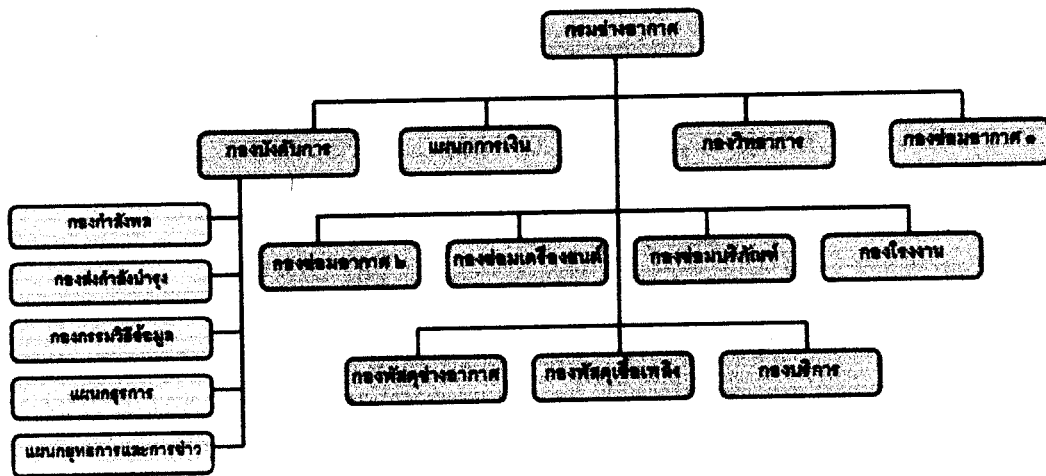 กรมช่างอากาศ
กองบังคับการ
แผนกการเงิน
กองวิทยาการ
กองซ่อมอากาศ ๑
กองกำลังพล
กองส่งกำลังบำรุง
กองกรรมวิธีข้อมูล
แผนกธุรการ
แผนกยุทธการและการข่าว
กองซ่อมอากาศ ๒
กองซ่อมเครื่องยนต์
กองซ่อมบริภัณฑ์
กองโรงงาน
กองพัสดุช่างอากาศ
กองพัสดุเชื้อเพลิง
กองบริการ